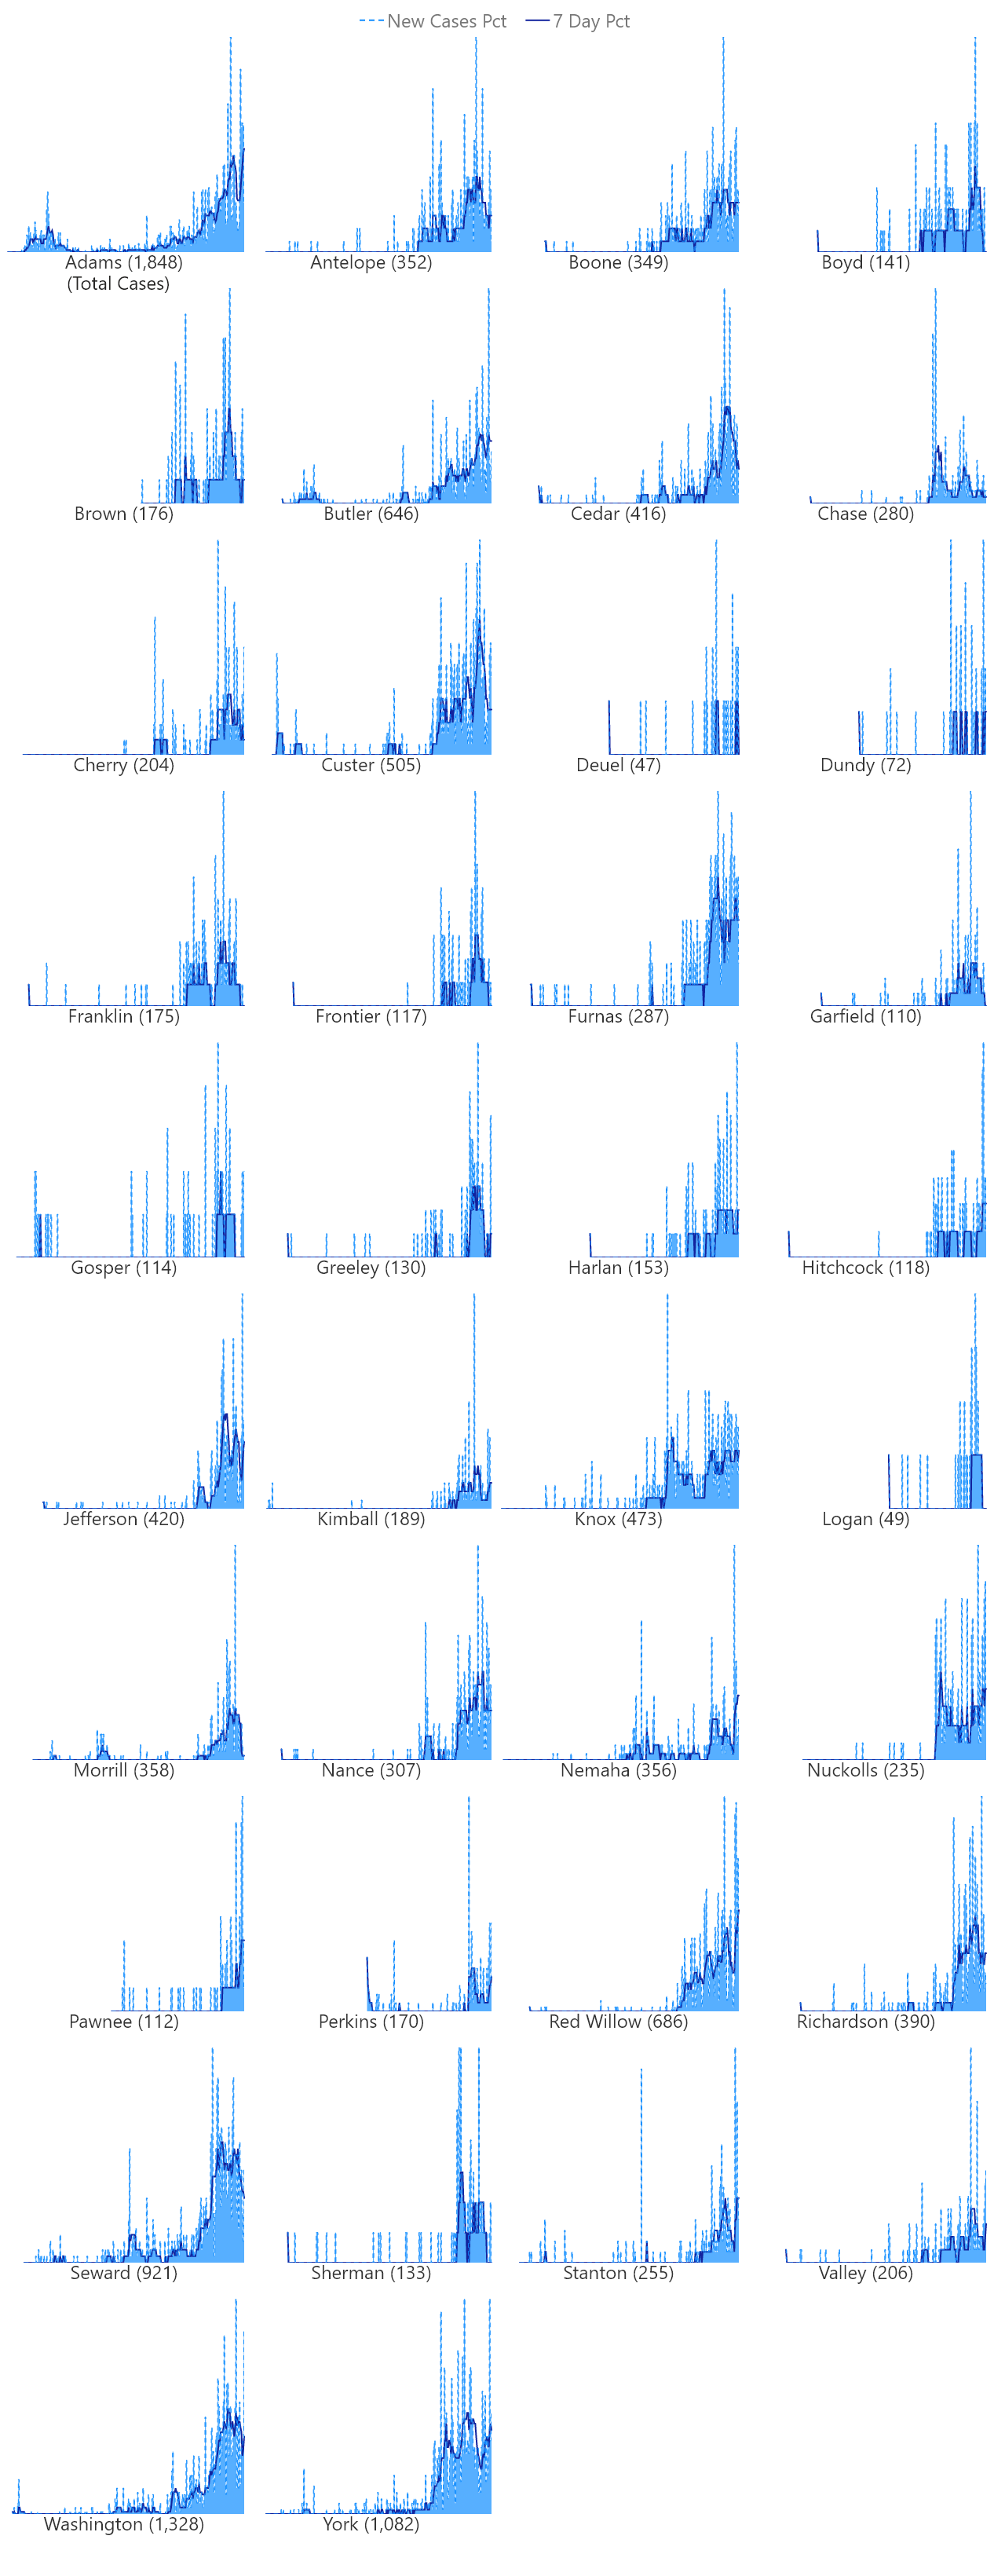 New Cases Pct 7 Day Pct
Adams (1,848) Antelope (352) Boone (349) Boyd (141)
(Total Cases)
Brown (176) Butler (646) Cedar (416) Chase (280)
Cherry (204) Custer (505) Deuel (47) Dundy (72)
Franklin (175) Frontier (117) Furnas (287) Garfield (110)
Gosper (114) Greeley (130) Harlan (153) Hitchcock (118)
Jefferson (420) Kimball (189) Knox (473) Logan (49)
Morrill (358) Nance (307) Nemaha (356) Nuckolls (235)
Pawnee (112) Perkins (170) Red Willow (686) Richardson (390)
Seward (921) Sherman (133) Stanton (255) Valley (206)
Washington (1,328) York (1,082)